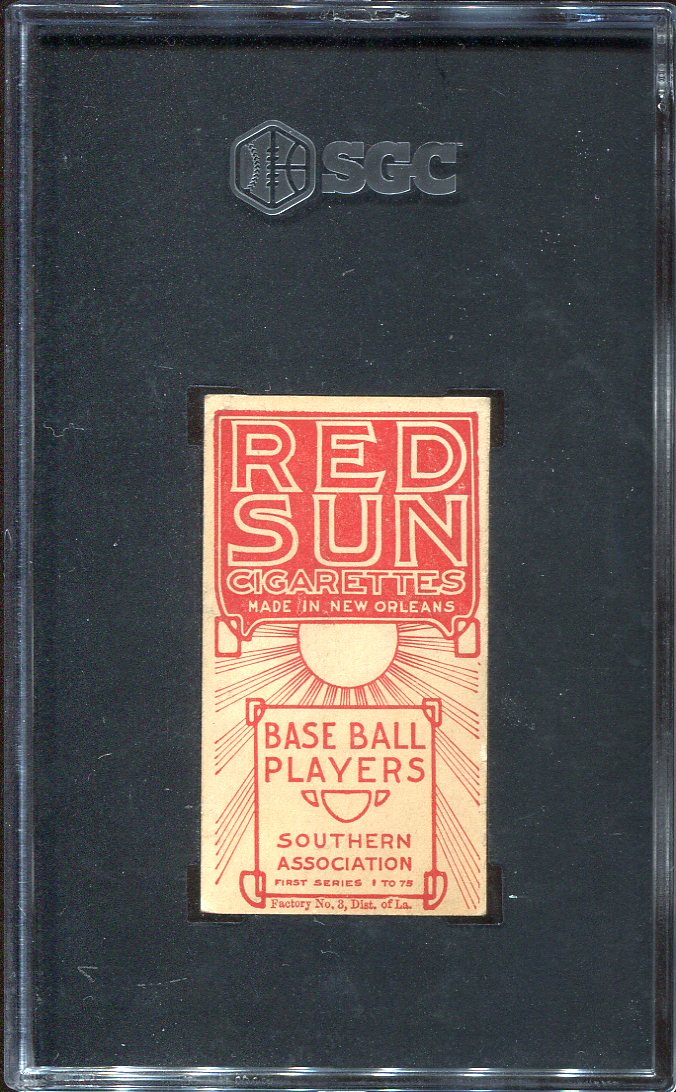 SGC
RED
SUN
CIGARETTES
MADE IN NEW ORLEANS
BASE BALL
PLAYERS
SOUTHERN
ASSOCIATION
FIRST SERIES 1 TO 75
Factory No. 3, Dist. of La.